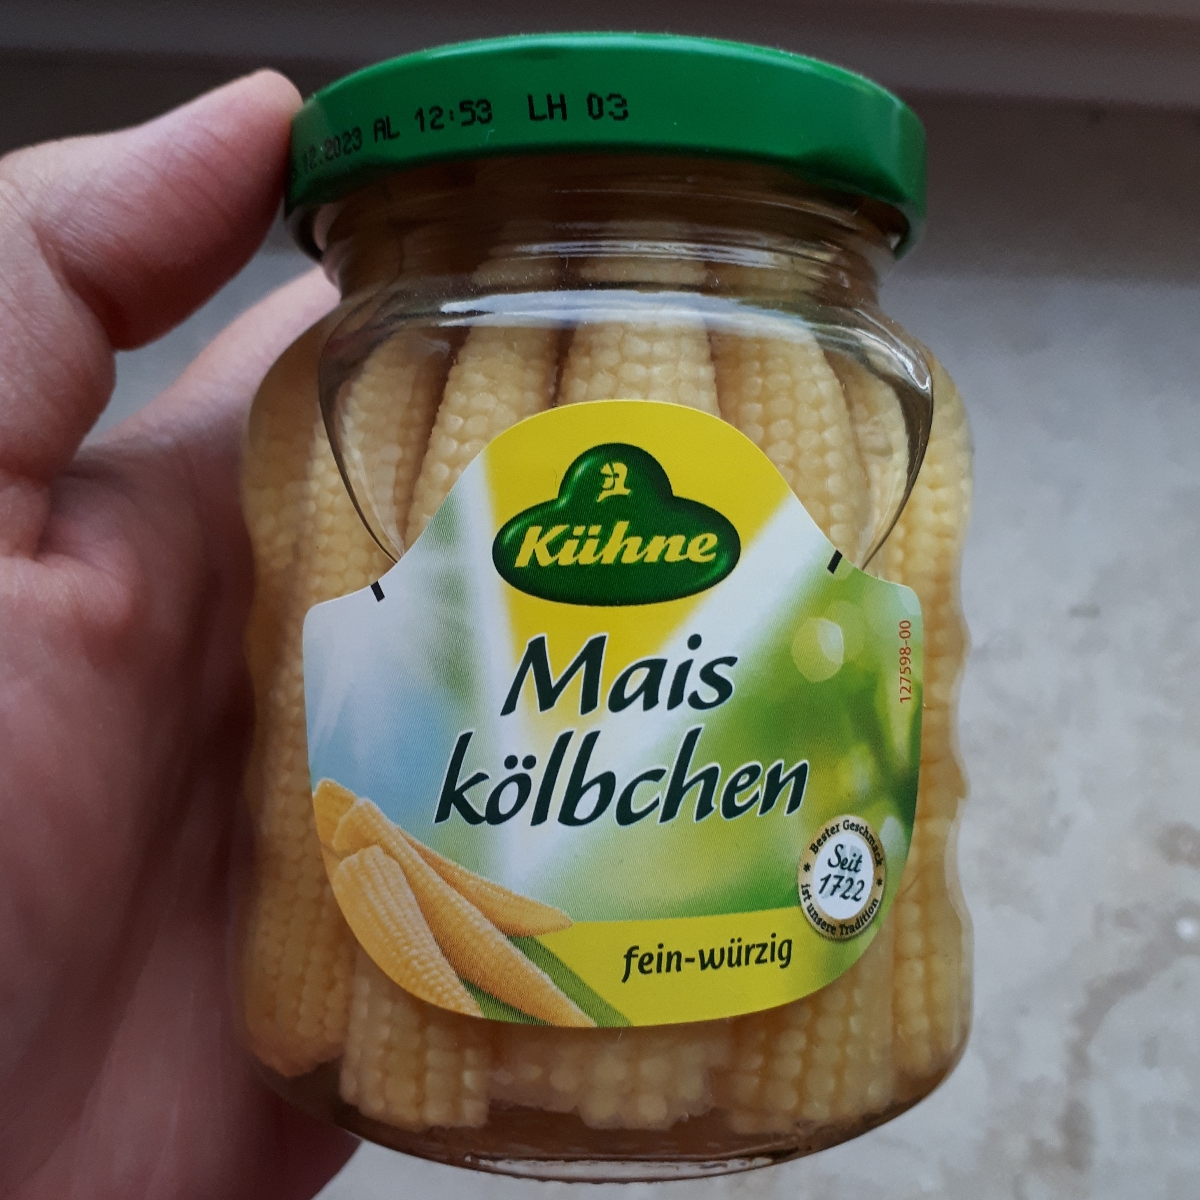 .12.2023 AL 12:53 LH 03
Kühne
Mais
kölbchen
127598-00
Bester Geschmack
Seit
1722
ist unsere Tradition
fein-würzig